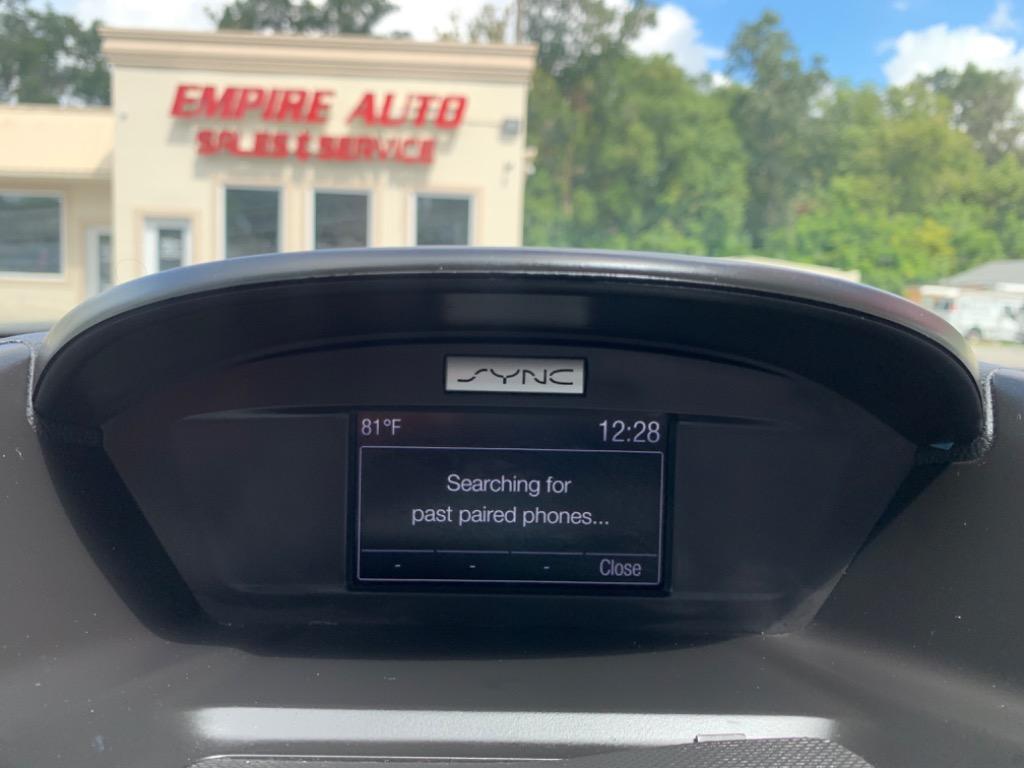 EMPIRE AUTO
SALES & SERVICE
SYNC
81°F 12:28
Searching for
past paired phones...
- - - Close